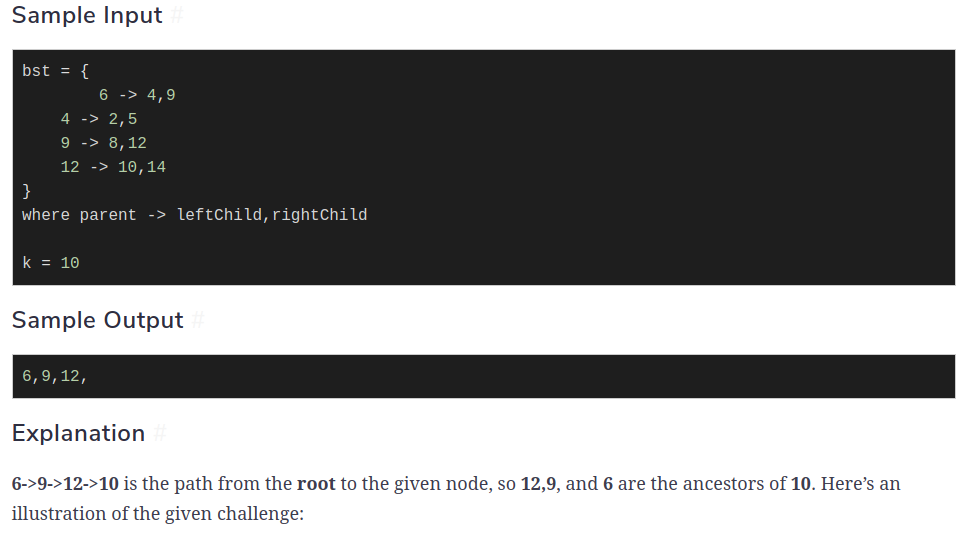 Sample Input #
bst = {
        6 -> 4,9
    4 -> 2,5
    9 -> 8,12
    12 -> 10,14
}
where parent -> leftChild,rightChild
k = 10
Sample Output #
6,9,12,
Explanation #
6->9->12->10 is the path from the root to the given node, so 12,9, and 6 are the ancestors of 10. Here’s an
illustration of the given challenge: